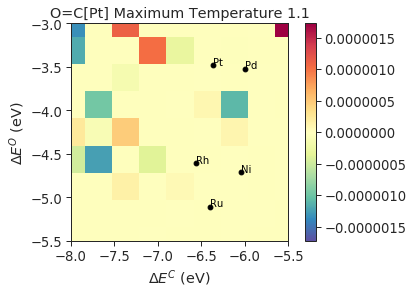 O=C[Pt] Maximum Temperature 1.1
−3.0
−3.5
−4.0
−4.5
−5.0
−5.5
ΔE^O (eV)
Pt
Pd
Rh
Ni
Ru
−8.0 −7.5 −7.0 −6.5 −6.0 −5.5
ΔE^C (eV)
0.0000015
0.0000010
0.0000005
0.0000000
−0.0000005
−0.0000010
−0.0000015